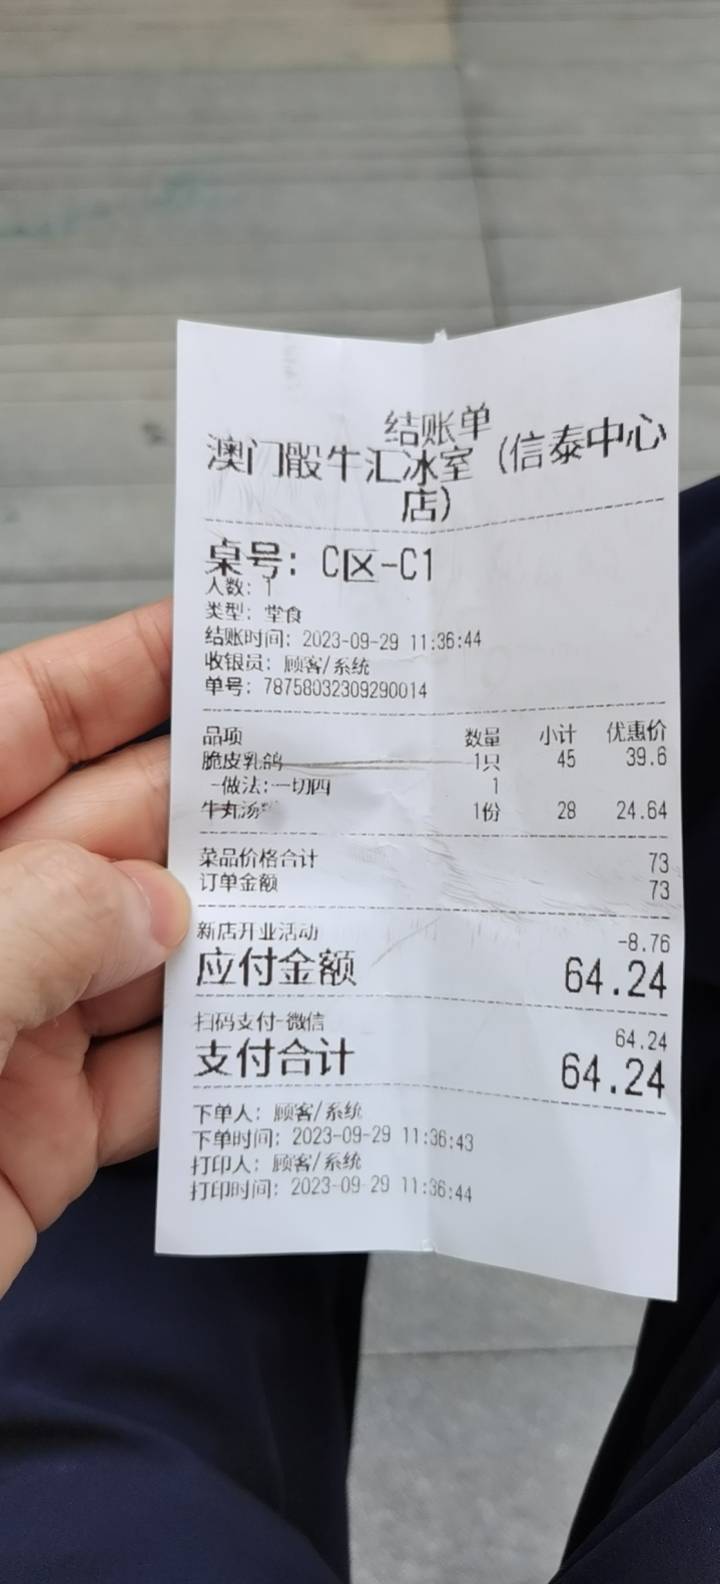 结账单
澳门骰牛汇冰室（信泰中心
店）
桌号：C区-C1
人数：1
类型：堂食
结账时间：2023-09-29 11:36:44
收银员：顾客/系统
单号：78758032309290014
品项 数量 小计 优惠价
脆皮乳鸽 1只 45 39.6
-做法:一切四 1
牛丸汤 1份 28 24.64
菜品价格合计 73
订单金额 73
新店开业活动 -8.76
应付金额 64.24
扫码支付-微信 64.24
支付合计 64.24
下单人：顾客/系统
下单时间：2023-09-29 11:36:43
打印人：顾客/系统
打印时间：2023-09-29 11:36:44